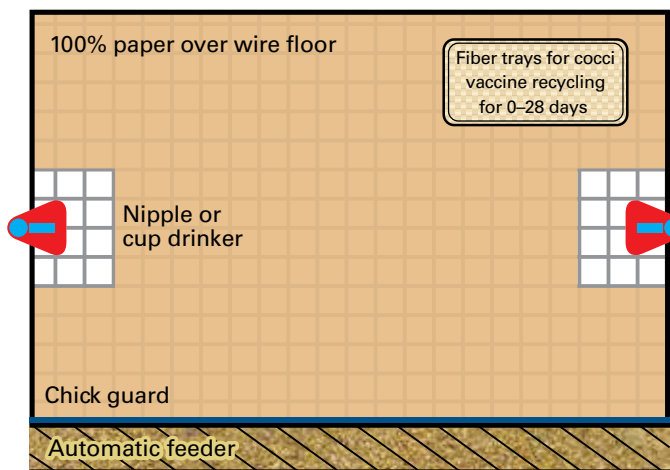 100% paper over wire floor
Fiber trays for cocci
vaccine recycling
for 0–28 days
Nipple or
cup drinker
Chick guard
Automatic feeder